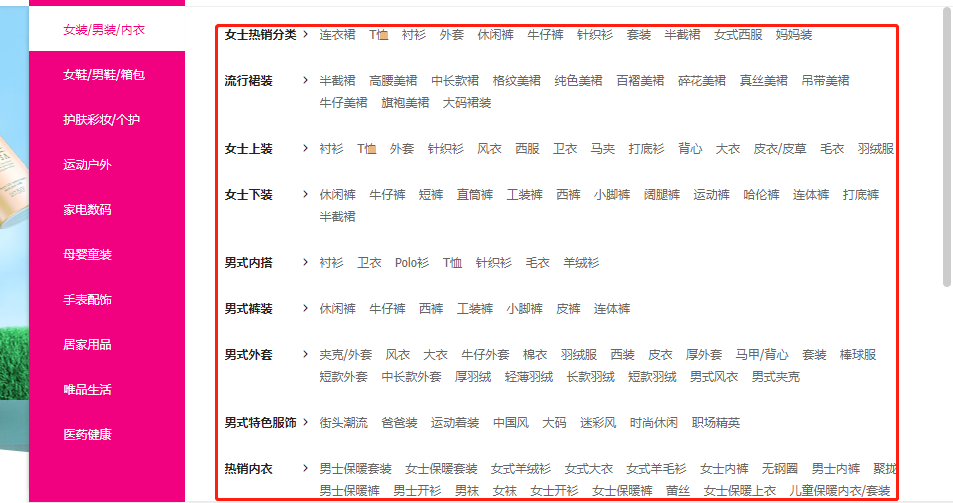 女装/男装/内衣
女鞋/男鞋/箱包
护肤彩妆/个护
运动户外
家电数码
母婴童装
手表配饰
居家用品
唯品生活
医药健康
女士热销分类 > 连衣裙 T恤 衬衫 外套 休闲裤 牛仔裤 针织衫 套装 半截裙 女式西服 妈妈装
流行裙装 > 半截裙 高腰美裙 中长款裙 格纹美裙 纯色美裙 百褶美裙 碎花美裙 真丝美裙 吊带美裙
牛仔美裙 旗袍美裙 大码裙装
女士上装 > 衬衫 T恤 外套 针织衫 风衣 西服 卫衣 马夹 打底衫 背心 大衣 皮衣/皮草 毛衣 羽绒服
女士下装 > 休闲裤 牛仔裤 短裤 直筒裤 工装裤 西裤 小脚裤 阔腿裤 运动裤 哈伦裤 连体裤 打底裤
半截裙
男式内搭 > 衬衫 卫衣 Polo衫 T恤 针织衫 毛衣 羊绒衫
男式裤装 > 休闲裤 牛仔裤 西裤 工装裤 小脚裤 皮裤 连体裤
男式外套 > 夹克/外套 风衣 大衣 牛仔外套 棉衣 羽绒服 西装 皮衣 厚外套 马甲/背心 套装 棒球服
短款外套 中长款外套 厚羽绒 轻薄羽绒 长款羽绒 短款羽绒 男式风衣 男式夹克
男式特色服饰 > 街头潮流 爸爸装 运动着装 中国风 大码 迷彩风 时尚休闲 职场精英
热销内衣 > 男士保暖套装 女士保暖套装 女式羊绒衫 女式大衣 女式羊毛衫 女士内裤 无钢圈 男士内裤 聚拢
男士保暖裤 男士开衫 男袜 女袜 女士开衫 女士保暖裤 蕾丝 女士保暖上衣 儿童保暖内衣/套装